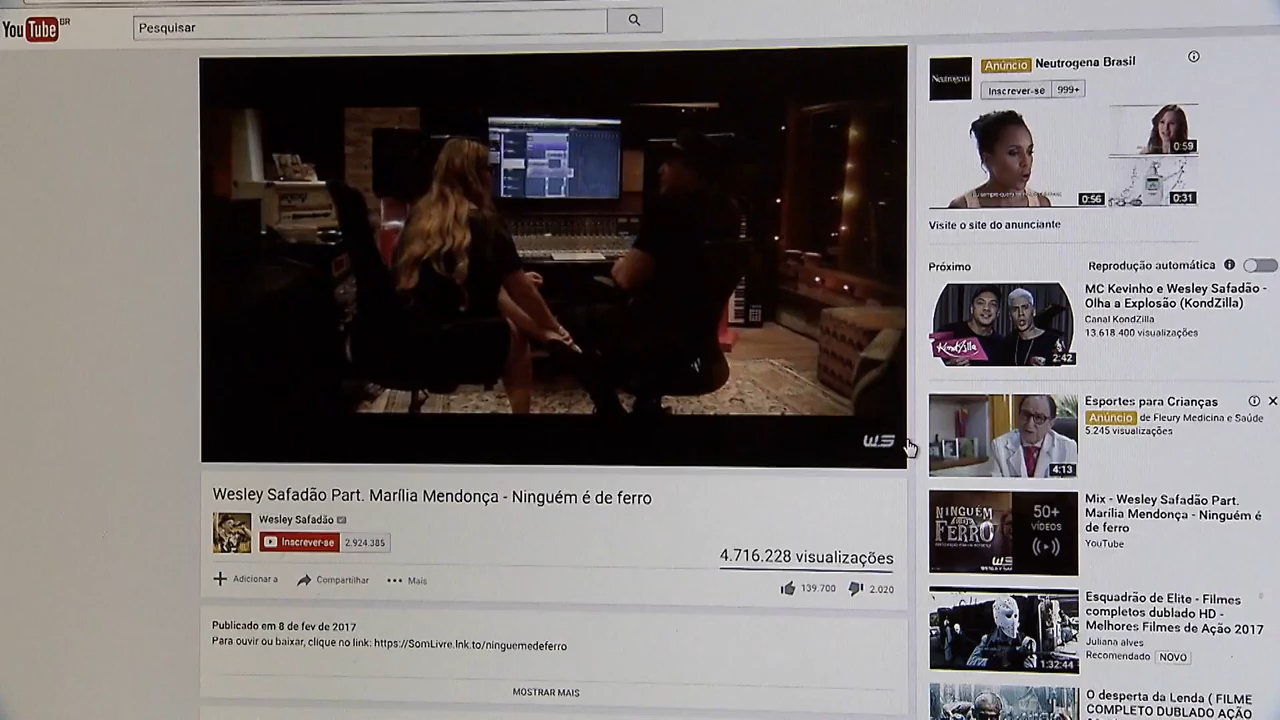 YouTube BR
Pesquisar
WS
Wesley Safadão Part. Marília Mendonça - Ninguém é de ferro
Wesley Safadão
Inscrever-se 2.924.385
4.716.228 visualizações
Adicionar a Compartilhar Mais
139.700 2.020
Publicado em 8 de fev de 2017
Para ouvir ou baixar, clique no link: https://SomLivre.lnk.to/ninguemedeferro
MOSTRAR MAIS
Neutrogena
Anúncio Neutrogena Brasil
Inscrever-se 999+
0:59
0:56
0:31
Visite o site do anunciante
Próximo Reprodução automática
MC Kevinho e Wesley Safadão -
Olha a Explosão (KondZilla)
Canal KondZilla
13.618.400 visualizações
KondZilla
2:42
Esportes para Crianças
Anúncio de Fleury Medicina e Saúde
5.245 visualizações
4:13
NINGUÉM
É DE
FERRO
WS
50+
VÍDEOS
Mix - Wesley Safadão Part.
Marília Mendonça - Ninguém é
de ferro
YouTube
Esquadrão de Elite - Filmes
completos dublado HD -
Melhores Filmes de Ação 2017
Juliana alves
Recomendado NOVO
1:32:44
O desperta da Lenda ( FILME
COMPLETO DUBLADO AÇÃO